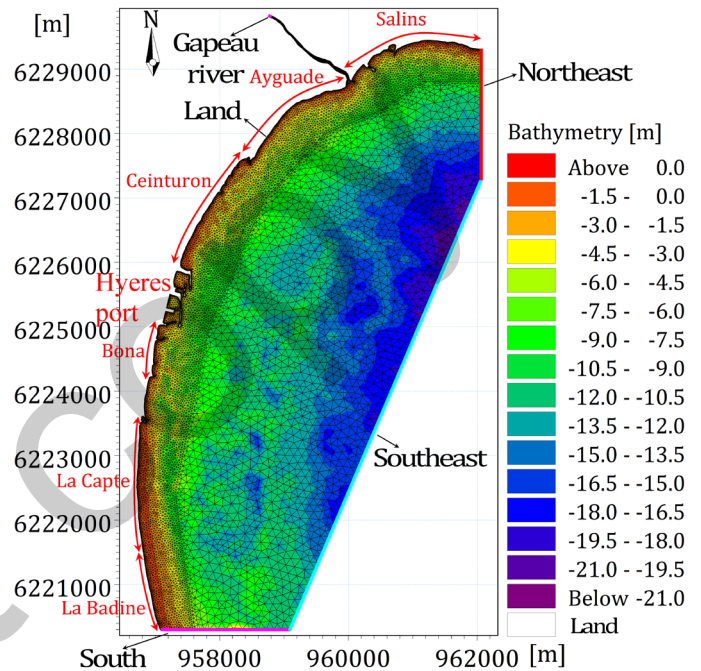 [m]
N
Salins
Gapeau
river
Ayguade
Land
Northeast
Ceinturon
Hyeres
port
Bona
La Capte
Southeast
La Badine
South
6229000
6228000
6227000
6226000
6225000
6224000
6223000
6222000
6221000
958000
960000
962000
[m]
Bathymetry [m]
Above 0.0
-1.5 - 0.0
-3.0 - -1.5
-4.5 - -3.0
-6.0 - -4.5
-7.5 - -6.0
-9.0 - -7.5
-10.5 - -9.0
-12.0 - -10.5
-13.5 - -12.0
-15.0 - -13.5
-16.5 - -15.0
-18.0 - -16.5
-19.5 - -18.0
-21.0 - -19.5
Below -21.0
Land